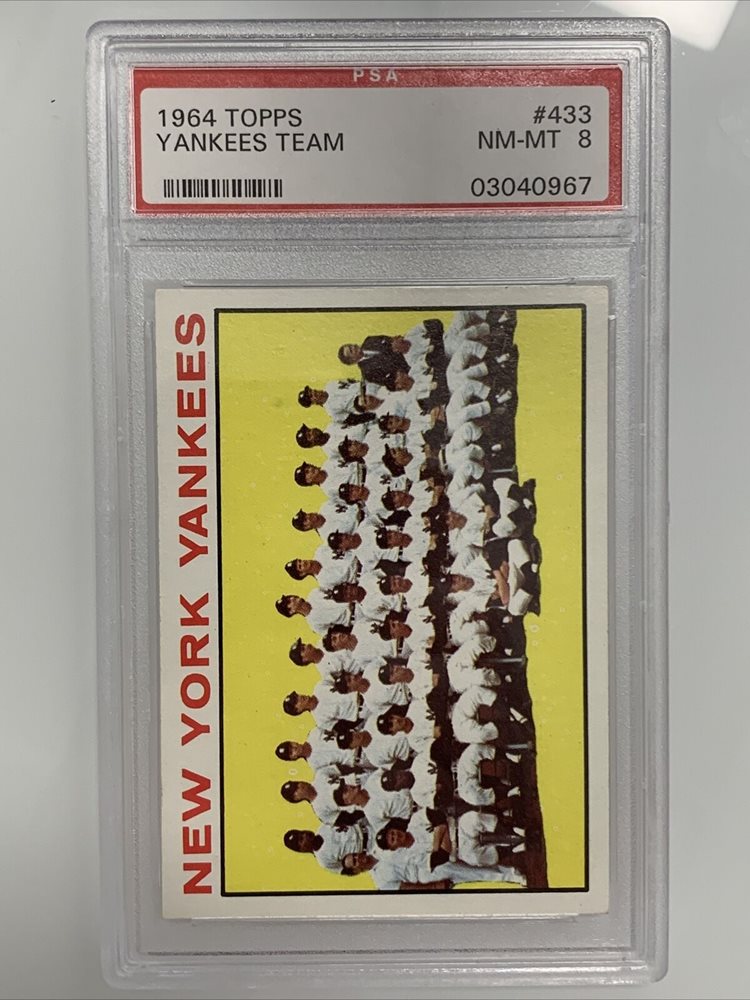 PSA
1964 TOPPS #433
YANKEES TEAM NM-MT 8
03040967
NEW YORK YANKEES